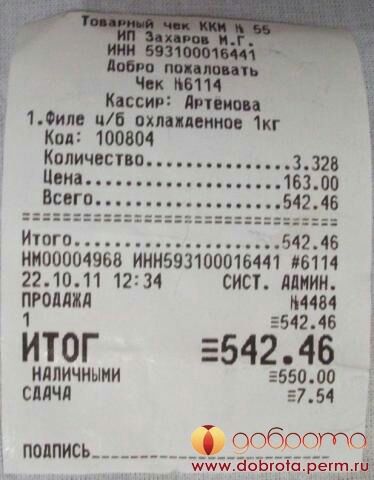 Товарный чек ККМ № 55
ИП Захаров М.Г.
ИНН 593100016441
Добро пожаловать
Чек №6114
Кассир: Артёмова
1.Филе ц/б охлажденное 1кг
Код: 100804
Количество...................3.328
Цена.........................163.00
Всего........................542.46
==================================
Итого........................542.46
НМ00004968 ИНН593100016441 #6114
22.10.11 12:34 СИСТ. АДМИН.
ПРОДАЖА №4484
1 ≡542.46
ИТОГ ≡542.46
НАЛИЧНЫМИ ≡550.00
СДАЧА ≡7.54
ПОДПИСЬ
доброта
www.dobrota.perm.ru